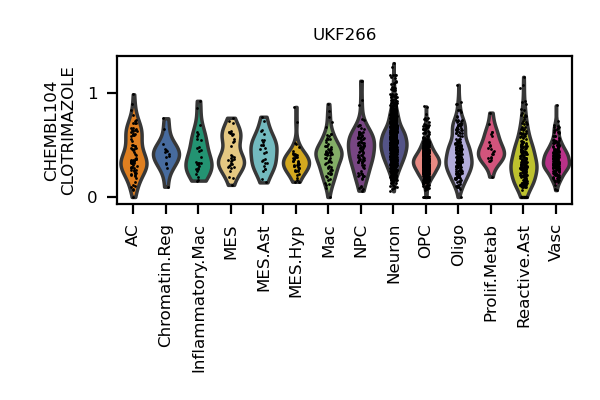 UKF266
CHEMBL104
CLOTRIMAZOLE
1
0
AC
Chromatin.Reg
Inflammatory.Mac
MES
MES.Ast
MES.Hyp
Mac
NPC
Neuron
OPC
Oligo
Prolif.Metab
Reactive.Ast
Vasc